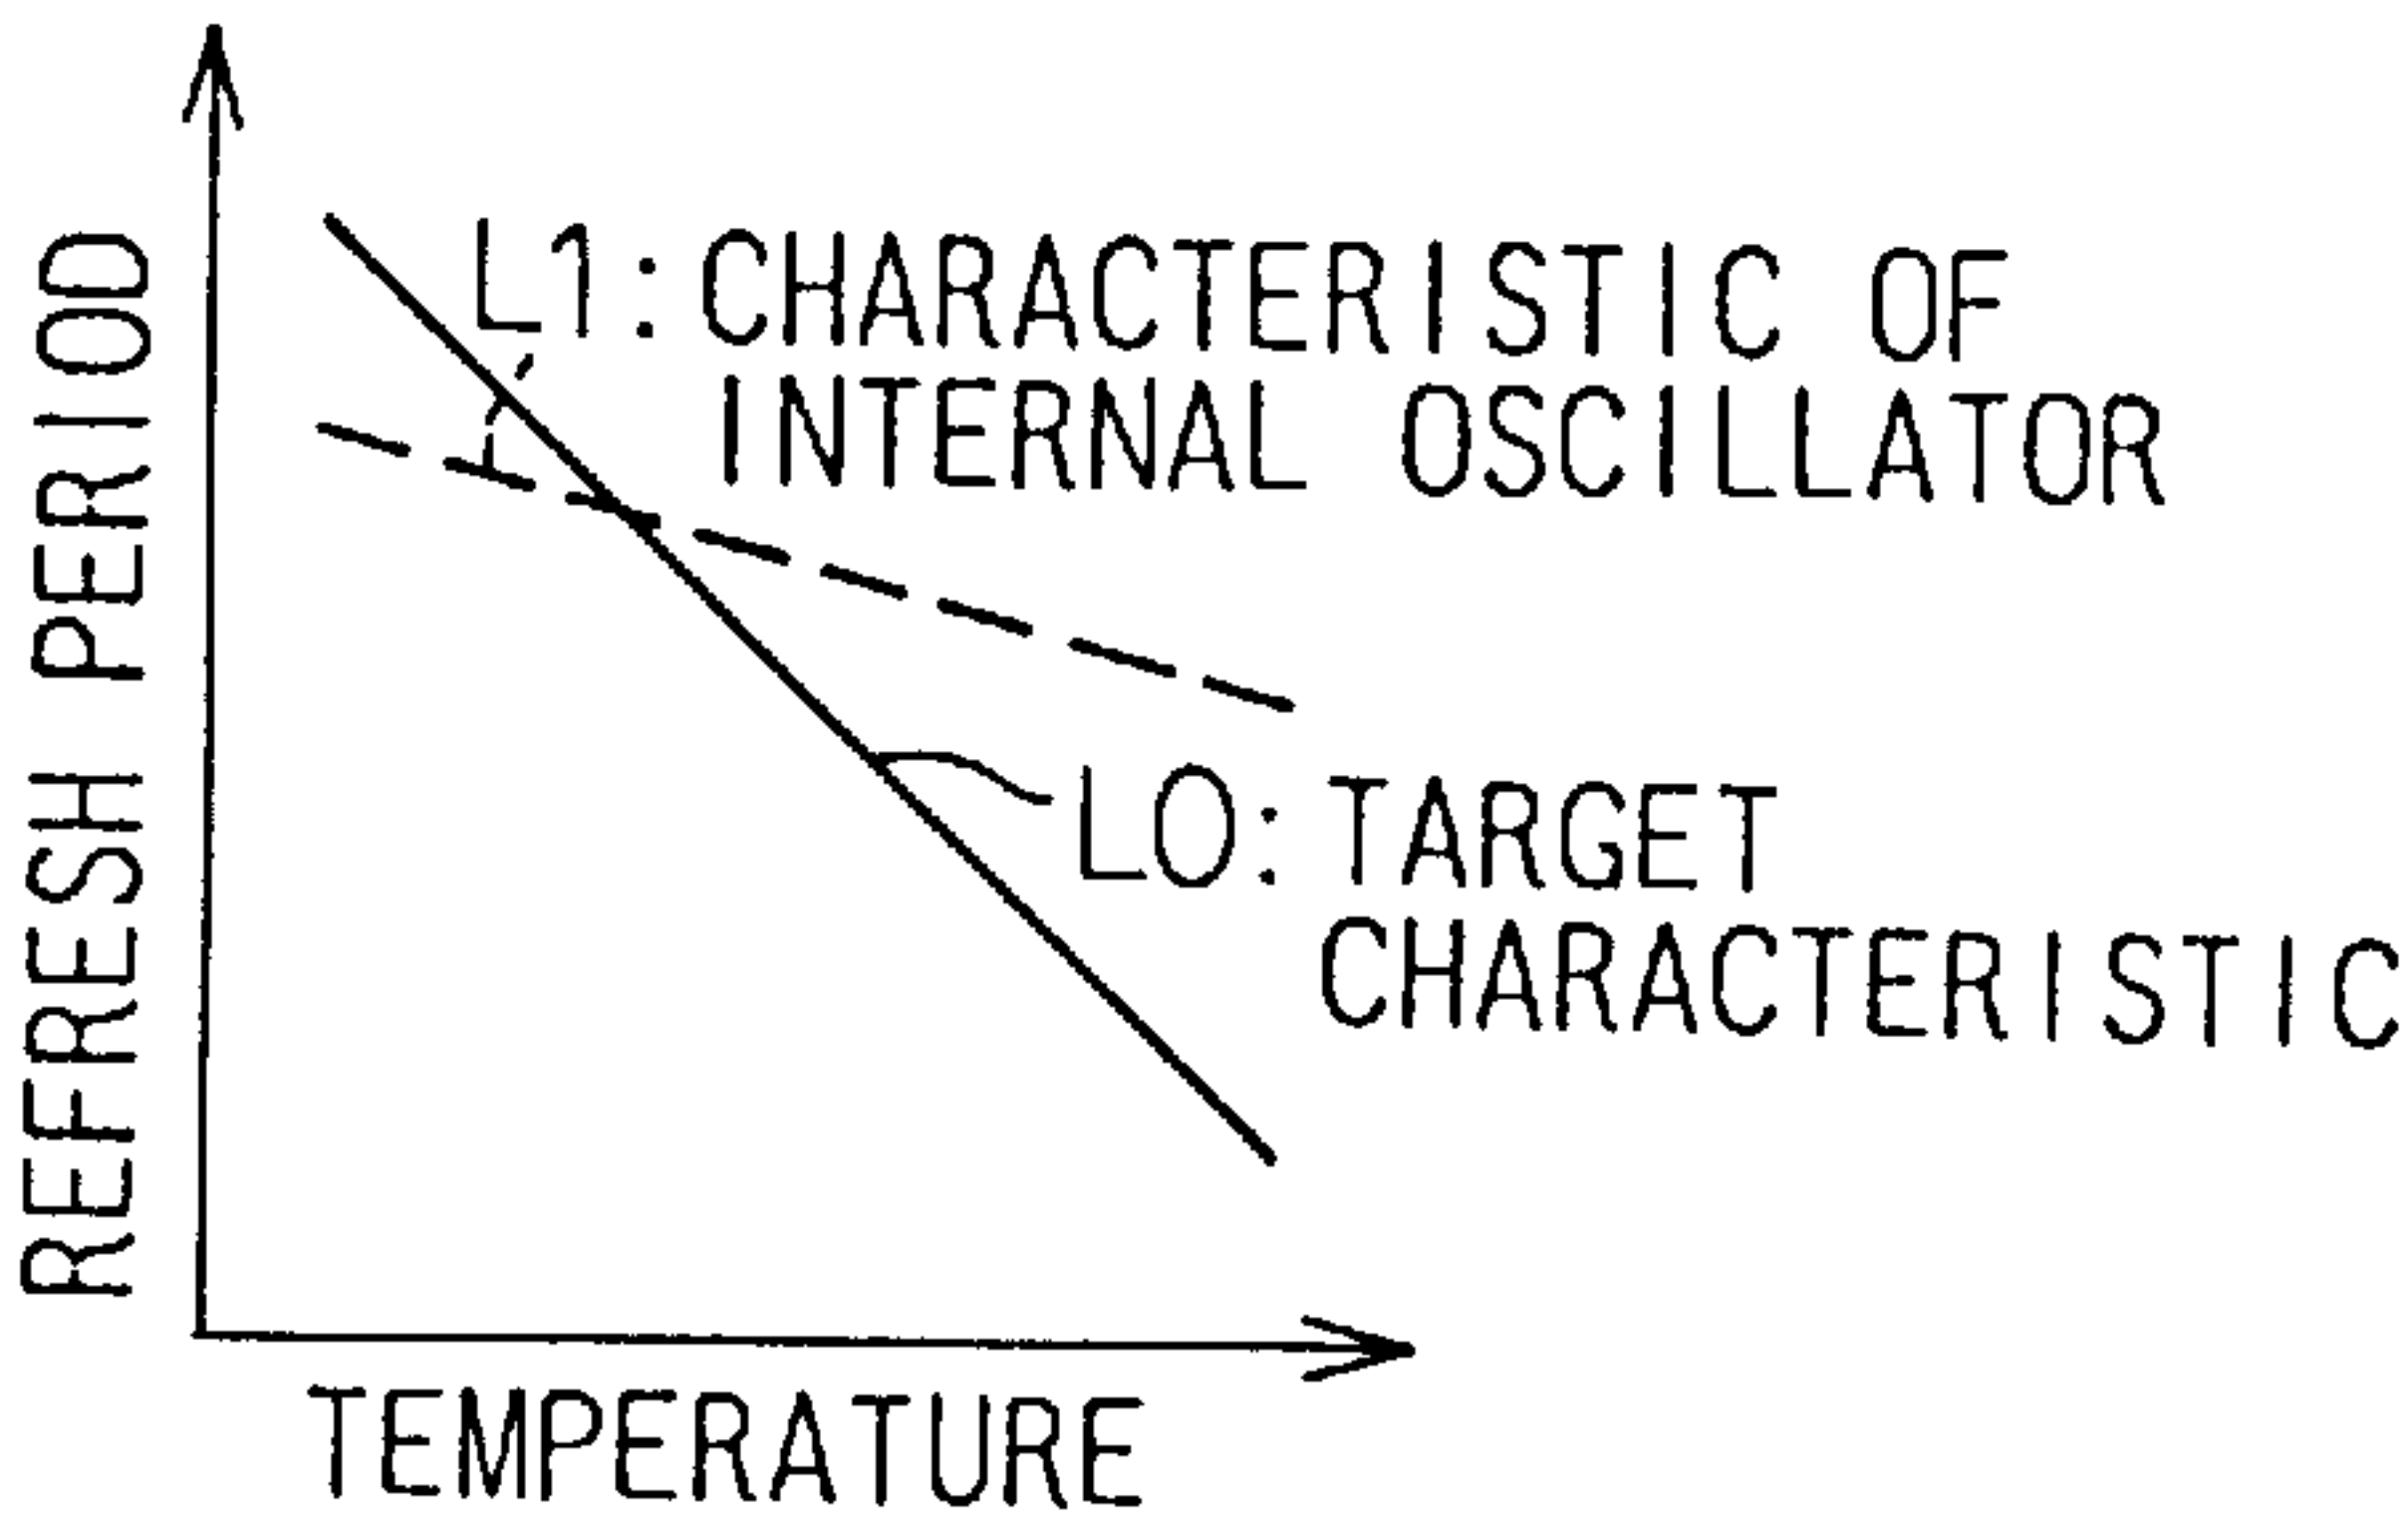 REFRESH PERIOD
L1: CHARACTERISTIC OF
INTERNAL OSCILLATOR
L0: TARGET
CHARACTERISTIC
TEMPERATURE